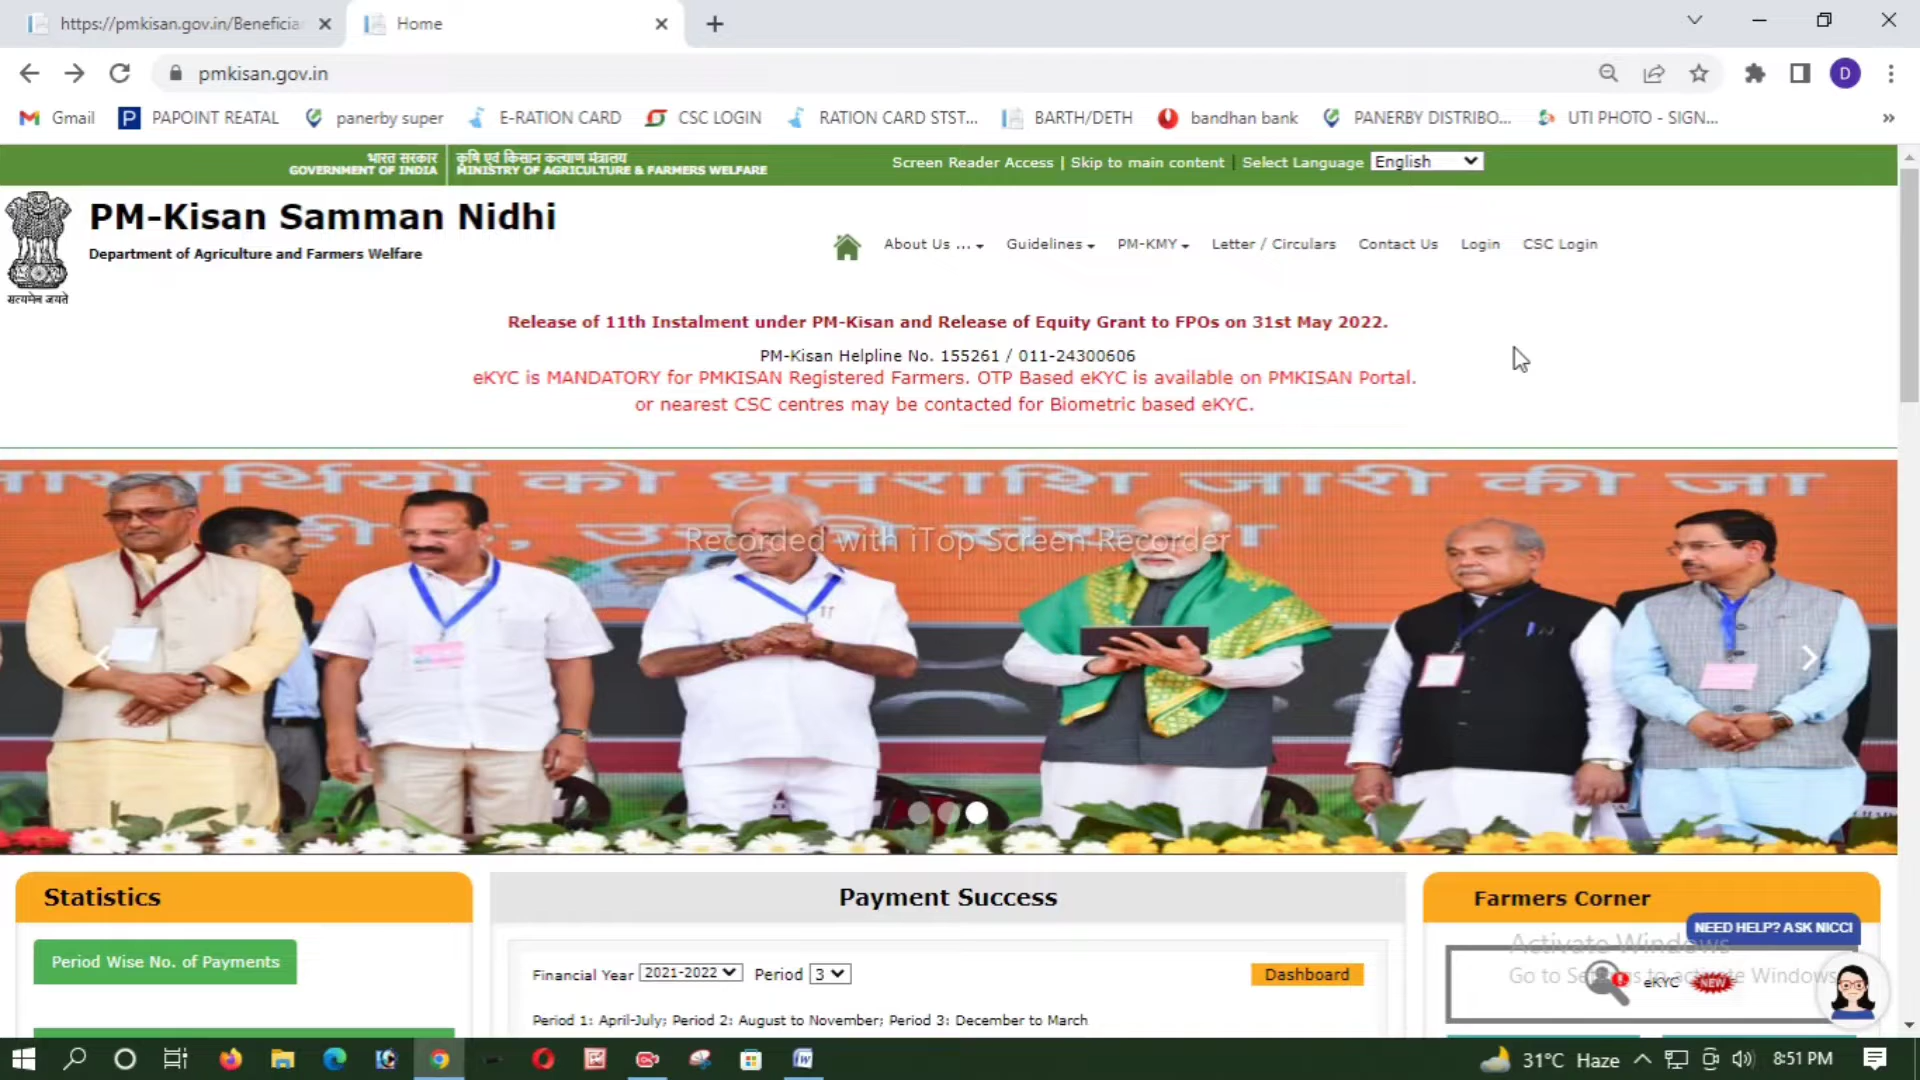 https://pmkisan.gov.in/Beneficia
Home
pmkisan.gov.in
D
Gmail
P
PAPOINT REATAL
panerby super
E-RATION CARD
CSC LOGIN
RATION CARD STST...
BARTH/DETH
bandhan bank
PANERBY DISTRIBO...
UTI PHOTO - SIGN...
»
भारत सरकार
GOVERNMENT OF INDIA
कृषि एवं किसान कल्याण मंत्रालय
MINISTRY OF AGRICULTURE & FARMERS WELFARE
Screen Reader Access | Skip to main content | Select Language English
PM-Kisan Samman Nidhi
Department of Agriculture and Farmers Welfare
सत्यमेव जयते
About Us ... Guidelines PM-KMY Letter / Circulars Contact Us Login CSC Login
Release of 11th Instalment under PM-Kisan and Release of Equity Grant to FPOs on 31st May 2022.
PM-Kisan Helpline No. 155261 / 011-24300606
eKYC is MANDATORY for PMKISAN Registered Farmers. OTP Based eKYC is available on PMKISAN Portal.
or nearest CSC centres may be contacted for Biometric based eKYC.
को धनराशि जारी की जा
Recorded with iTop Screen Recorder
Statistics
Period Wise No. of Payments
Payment Success
Financial Year 2021-2022 Period 3
Dashboard
Period 1: April-July; Period 2: August to November; Period 3: December to March
Farmers Corner
NEED HELP? ASK NICCI
Activate Windows
Go to Settings to activate Windows.
eKYC NEW
31°C Haze
8:51 PM